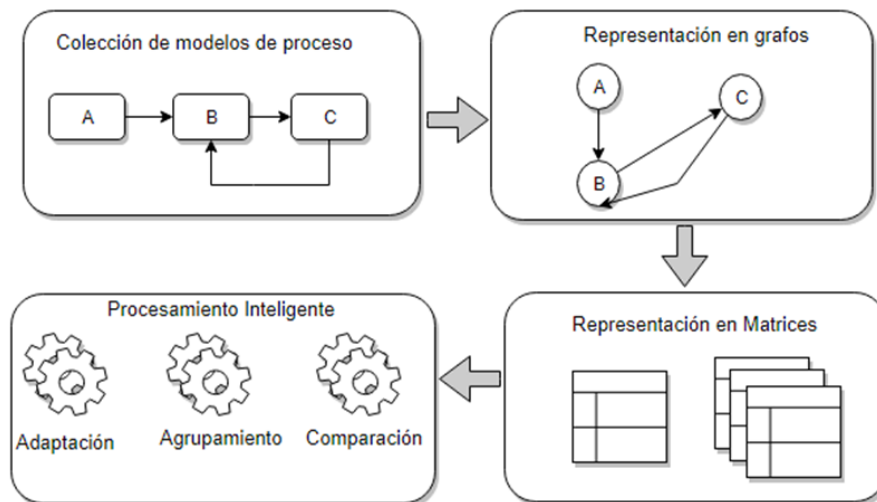 Colección de modelos de proceso
A
B
C
Representación en grafos
A
C
B
Representación en Matrices
Procesamiento Inteligente
Adaptación
Agrupamiento
Comparación